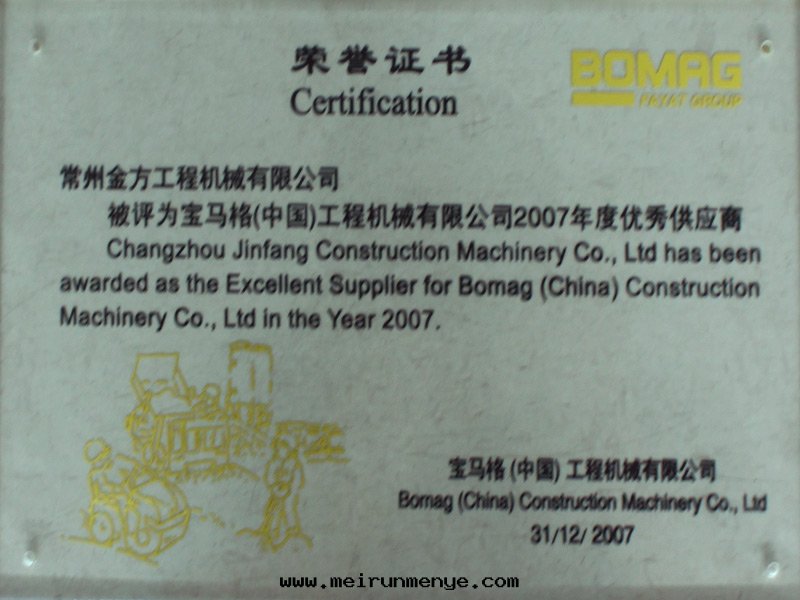 荣誉证书
BOMAG
Certification
FAYAT GROUP
常州金方工程机械有限公司
被评为宝马格(中国)工程机械有限公司2007年度优秀供应商
Changzhou Jinfang Construction Machinery Co., Ltd has been
awarded as the Excellent Supplier for Bomag (China) Construction
Machinery Co., Ltd in the Year 2007.
宝马格 (中国) 工程机械有限公司
Bomag (China) Construction Machinery Co., Ltd
31/12/ 2007
www.meirunmenye.com